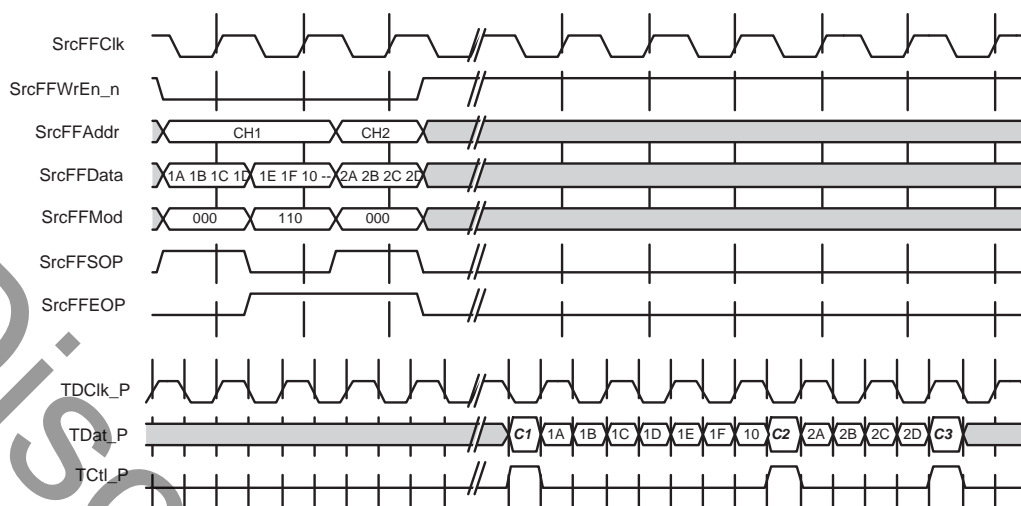 SrcFFClk
SrcFFWrEn_n
SrcFFAddr CH1 CH2
SrcFFData 1A 1B 1C 1D 1E 1F 10 -- 2A 2B 2C 2D
SrcFFMod 000 110 000
SrcFFSOP
SrcFFEOP
TDClk_P
TDat_P C1 1A 1B 1C 1D 1E 1F 10 C2 2A 2B 2C 2D C3
TCtl_P